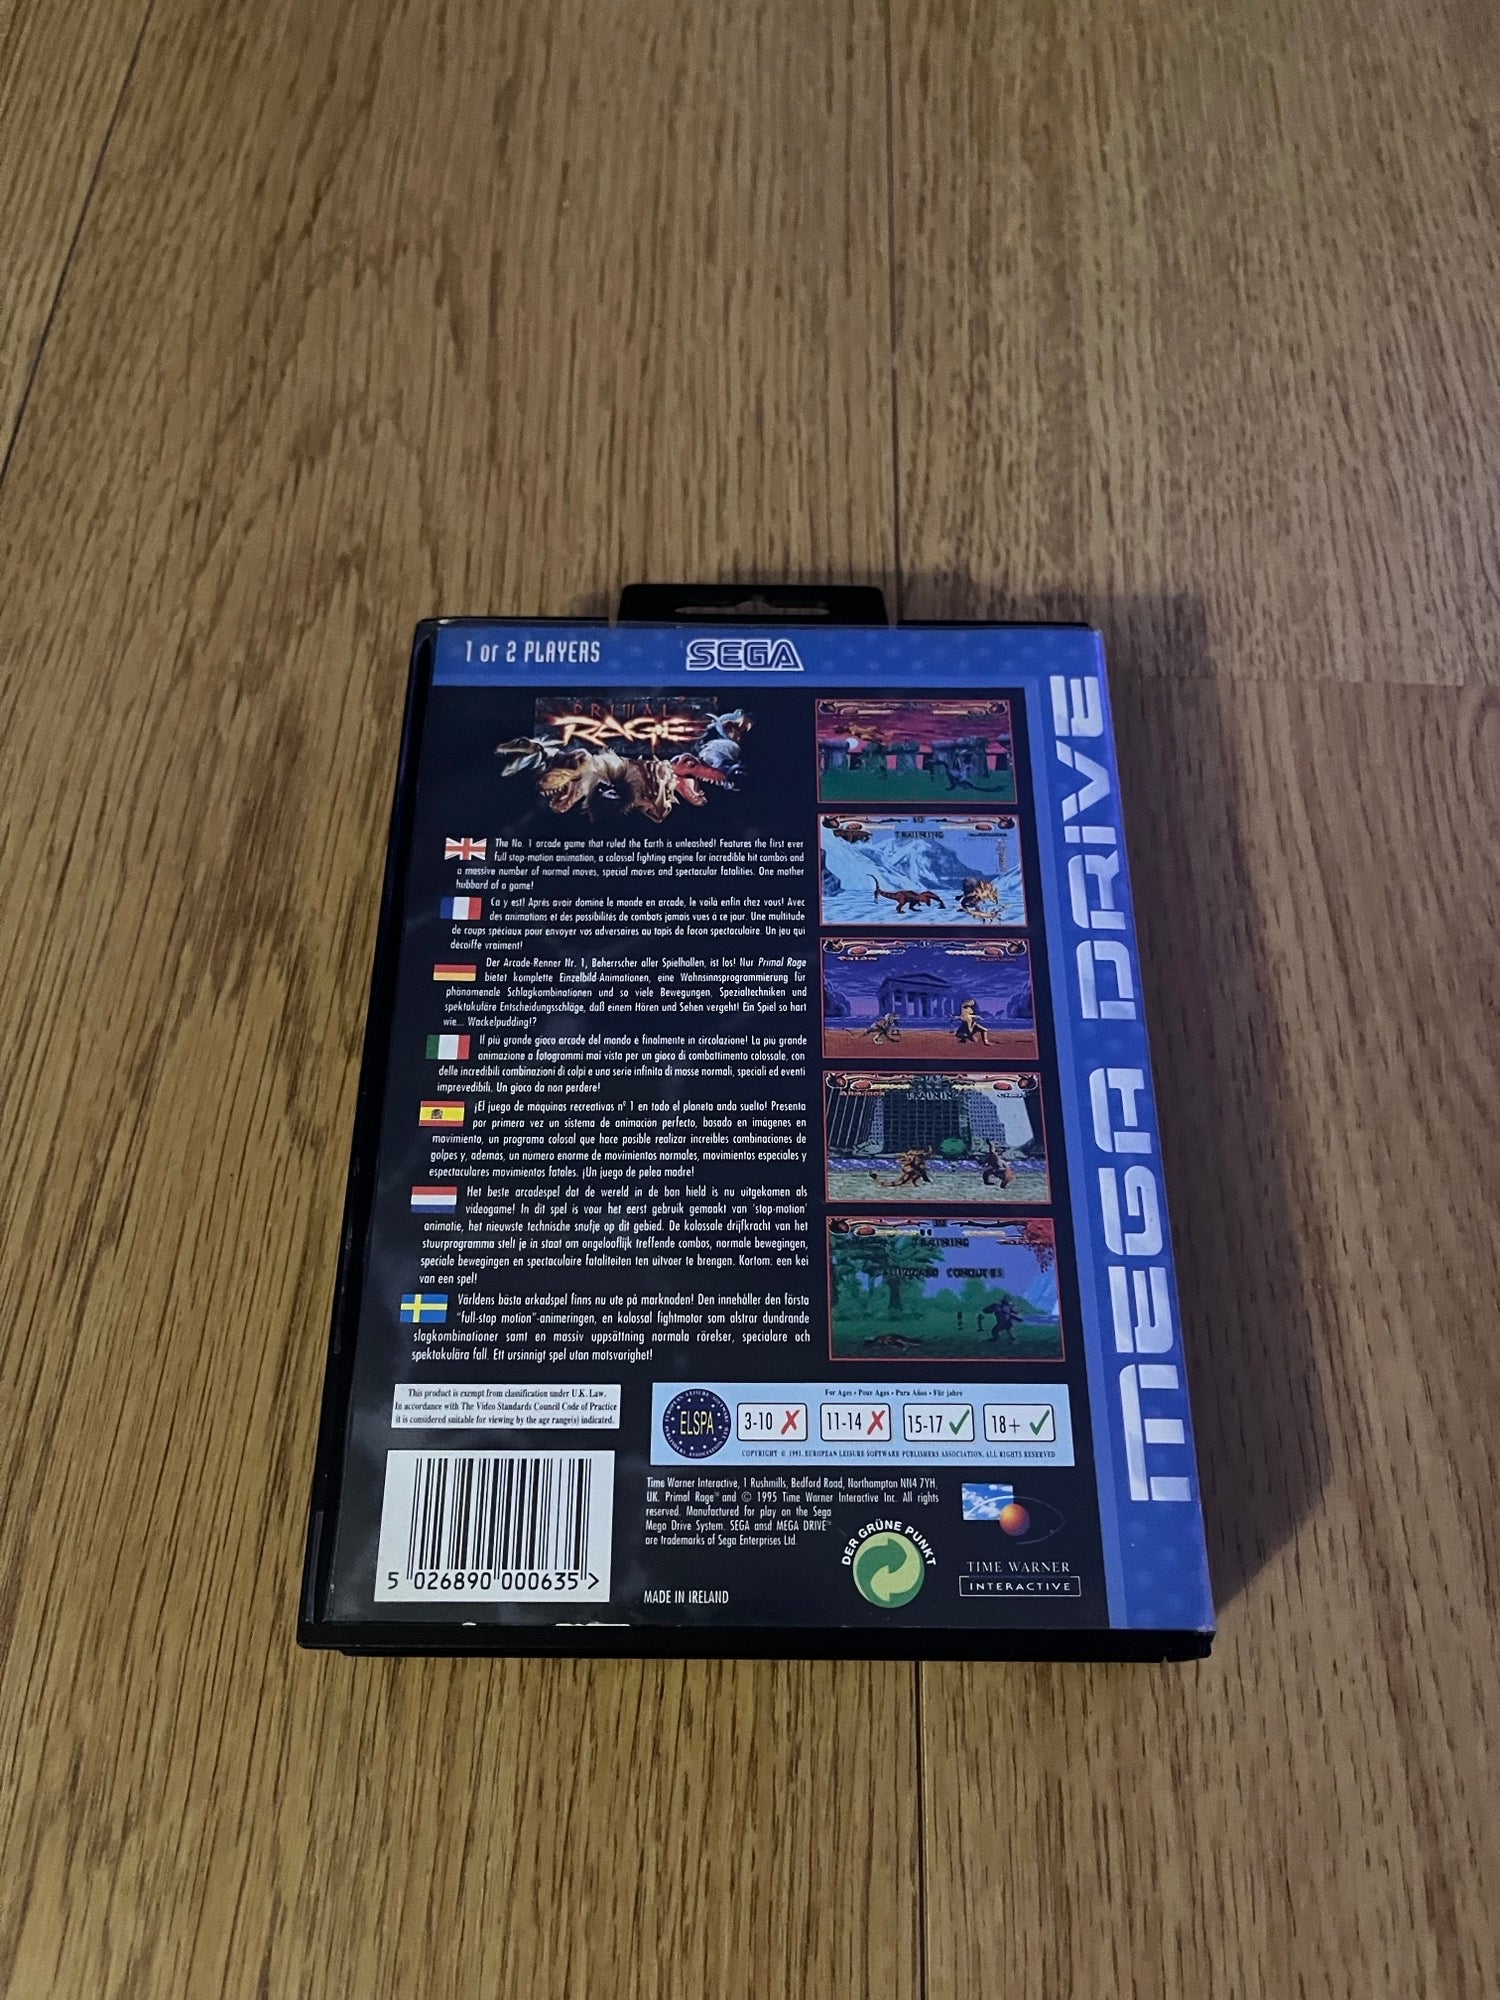 1 or 2 PLAYERS
SEGA
MEGA DRIVE
PRIMAL
RAGE
The No. 1 arcade game that ruled the Earth is unleashed! Features the first ever
full stop-motion animation, a colossal fighting engine for incredible hit combos and
a massive number of normal moves, special moves and spectacular fatalities. One mother
hubbard of a game!
Ca y est! Après avoir dominé le monde en arcade, le voilà enfin chez vous! Avec
des animations et des possibilités de combats jamais vues à ce jour. Une multitude
de coups spéciaux pour envoyer vos adversaires au tapis de facon spectaculaire. Un jeu qui
décoiffe vraiment!
Der Arcade-Renner Nr. 1, Beherrscher aller Spielhallen, ist los! Nur Primal Rage
bietet komplette Einzelbild-Animationen, eine Wahnsinnsprogrammierung für
phänomenale Schlagkombinationen und so viele Bewegungen, Spezialtechniken und
spektakuläre Entscheidungsschläge, daß einem Hören und Sehen vergeht! Ein Spiel so hart
wie... Wackelpudding!?
Il più grande gioco arcade del mondo è finalmente in circolazione! La più grande
animazione a fotogrammi mai vista per un gioco di combattimento colossale, con
delle incredibili combinazioni di colpi e una serie infinita di mosse normali, speciali ed eventi
imprevedibili. Un gioco da non perdere!
¡El juego de máquinas recreativas nº 1 en todo el planeta anda suelto! Presenta
por primera vez un sistema de animación perfecto, basado en imágenes en
movimiento, un programa colosal que hace posible realizar increíbles combinaciones de
golpes y, además, un número enorme de movimientos normales, movimientos especiales y
espectaculares movimientos fatales. ¡Un juego de pelea madre!
Het beste arcadespel dat de wereld in de ban hield is nu uitgekomen als
videogame! In dit spel is voor het eerst gebruik gemaakt van 'stop-motion'
animatie, het nieuwste technische snufje op dit gebied. De kolossale drijfkracht van het
stuurprogramma stelt je in staat om ongelooflijk treffende combos, normale bewegingen,
speciale bewegingen en spectaculaire fataliteiten ten uitvoer te brengen. Kortom: een kei
van een spel!
Världens bästa arkadspel finns nu ute på marknaden! Den innehåller den första
"full-stop motion"-animeringen, en kolossal fightmotor som alstrar dundrande
slagkombinationer samt en massiv uppsättning normala rörelser, specialare och
spektakulära fall. Ett ursinnigt spel utan motsvarighet!
TRAINING
TALON
TRAINING
ARMADON
TRAINING
BLIZZARD CONQUERS
This product is exempt from classification under U.K. Law.
In accordance with The Video Standards Council Code of Practice
it is considered suitable for viewing by the age range(s) indicated.
ELSPA
For Ages • Pour Ages • Para Años • Für jahre
3-10
11-14
15-17
18+
COPYRIGHT © 1993. EUROPEAN LEISURE SOFTWARE PUBLISHERS ASSOCIATION. ALL RIGHTS RESERVED
5 026890 000635 >
Time Warner Interactive, 1 Rushmills, Bedford Road, Northampton NN4 7YH,
UK. Primal Rage™ and © 1995 Time Warner Interactive Inc. All rights
reserved. Manufactured for play on the Sega
Mega Drive System. SEGA ansd MEGA DRIVE™
are trademarks of Sega Enterprises Ltd.
MADE IN IRELAND
DER GRÜNE PUNKT
TIME WARNER
INTERACTIVE